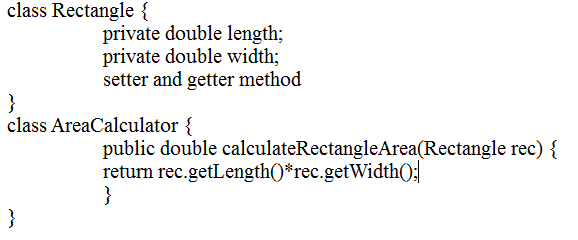 class Rectangle {
private double length;
private double width;
setter and getter method
}
class AreaCalculator {
public double calculateRectangleArea(Rectangle rec) {
return rec.getLength()*rec.getWidth();
}
}